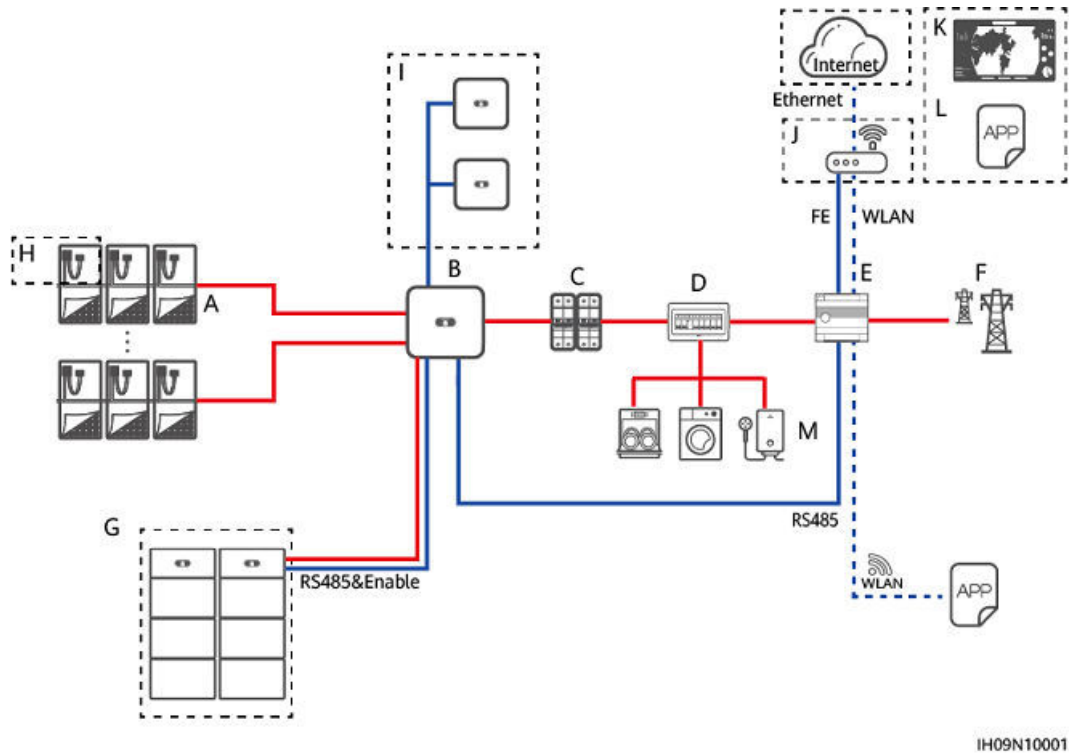 I
Internet
K
Ethernet
L
APP
J
FE
WLAN
H
A
B
C
D
E
F
M
G
RS485
RS485&Enable
WLAN
APP
IH09N10001